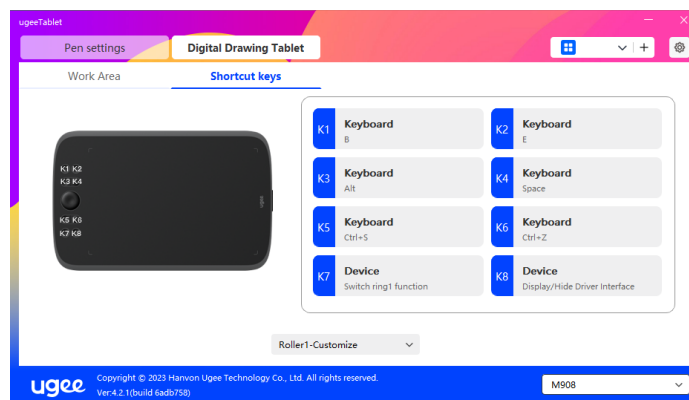 ugeeTablet
Pen settings
Digital Drawing Tablet
Work Area
Shortcut keys
K1 K2
K3 K4
K5 K6
K7 K8
ugee
K1
Keyboard
B
K2
Keyboard
E
K3
Keyboard
Alt
K4
Keyboard
Space
K5
Keyboard
Ctrl+S
K6
Keyboard
Ctrl+Z
K7
Device
Switch ring1 function
K8
Device
Display/Hide Driver Interface
Roller1-Customize
ugee
Copyright © 2023 Hanvon Ugee Technology Co., Ltd. All rights reserved.
Ver:4.2.1(build 6adb758)
M908